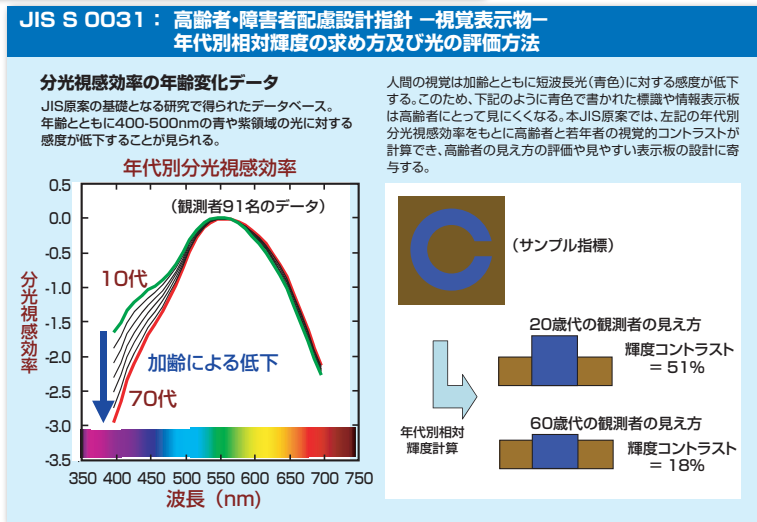 JIS S 0031： 高齢者・障害者配慮設計指針 －視覚表示物－
年代別相対輝度の求め方及び光の評価方法
分光視感効率の年齢変化データ
JIS原案の基礎となる研究で得られたデータベース。
年齢とともに400-500nmの青や紫領域の光に対する
感度が低下することが見られる。
年代別分光視感効率
(観測者91名のデータ)
0.5
0.0
-0.5
-1.0
-1.5
-2.0
-2.5
-3.0
-3.5
分光視感効率
10代
加齢による低下
70代
350 400 450 500 550 600 650 700 750
波長（nm）
人間の視覚は加齢とともに短波長光(青色)に対する感度が低下
する。このため、下記のように青色で書かれた標識や情報表示板
は高齢者にとって見にくくなる。本JIS原案では、左記の年代別
分光視感効率をもとに高齢者と若年者の視覚的コントラストが
計算でき、高齢者の見え方の評価や見やすい表示板の設計に寄
与する。
(サンプル指標)
20歳代の観測者の見え方
輝度コントラスト
= 51%
年代別相対
輝度計算
60歳代の観測者の見え方
輝度コントラスト
= 18%